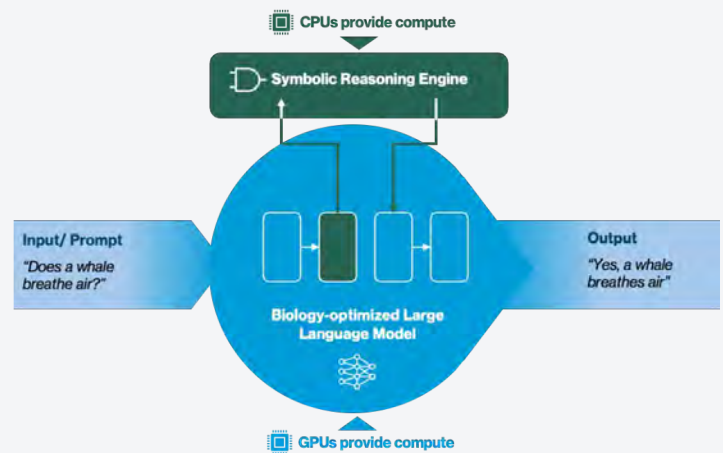 CPUs provide compute
Symbolic Reasoning Engine
Input/ Prompt
"Does a whale
breathe air?"
Output
"Yes, a whale
breathes air"
Biology-optimized Large
Language Model
GPUs provide compute